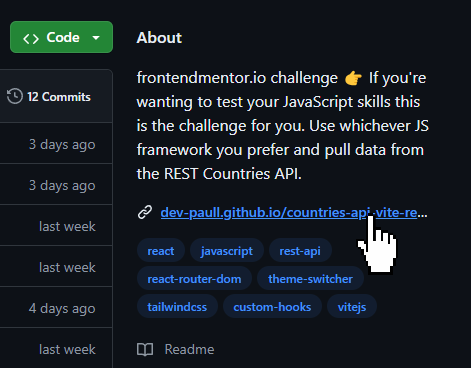 Code
12 Commits
3 days ago
3 days ago
last week
last week
4 days ago
last week
About
frontendmentor.io challenge 👉 If you're
wanting to test your JavaScript skills this
is the challenge for you. Use whichever JS
framework you prefer and pull data from
the REST Countries API.
dev-paull.github.io/countries-api-vite-re...
react javascript rest-api
react-router-dom theme-switcher
tailwindcss custom-hooks vitejs
Readme